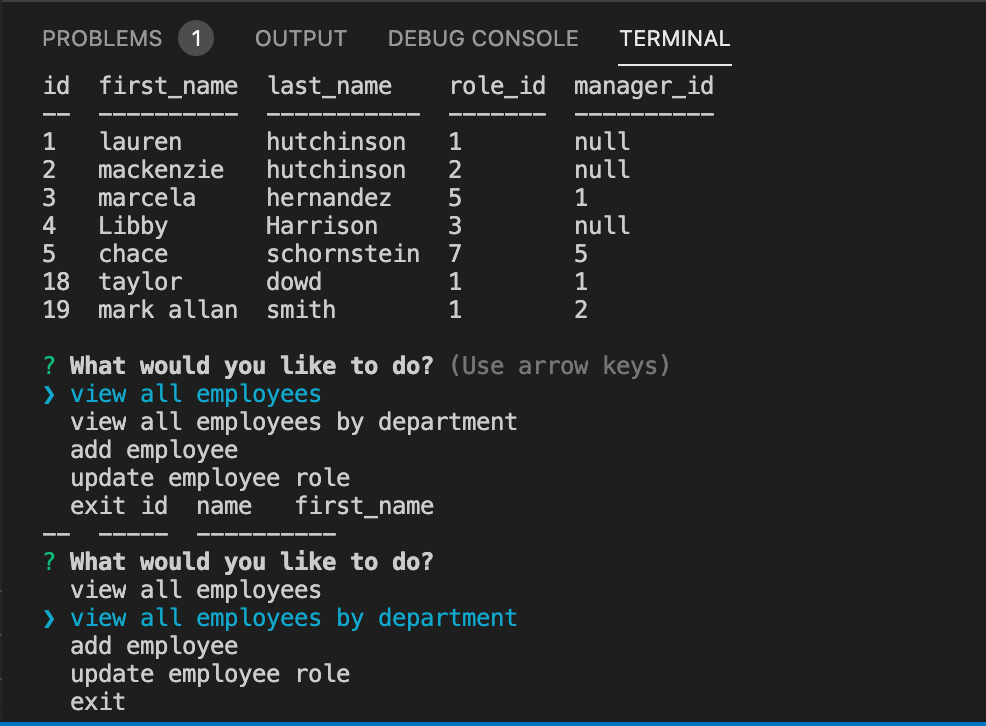 PROBLEMS 1 OUTPUT DEBUG CONSOLE TERMINAL
id  first_name  last_name    role_id  manager_id
--  ----------  -----------  -------  ----------
1   lauren      hutchinson   1        null
2   mackenzie   hutchinson   2        null
3   marcela     hernandez    5        1
4   Libby       Harrison     3        null
5   chace       schornstein  7        5
18  taylor      dowd         1        1
19  mark allan  smith        1        2
? What would you like to do? (Use arrow keys)
❯ view all employees
  view all employees by department
  add employee
  update employee role
  exit id  name   first_name
--  -----  ----------
? What would you like to do?
  view all employees
❯ view all employees by department
  add employee
  update employee role
  exit